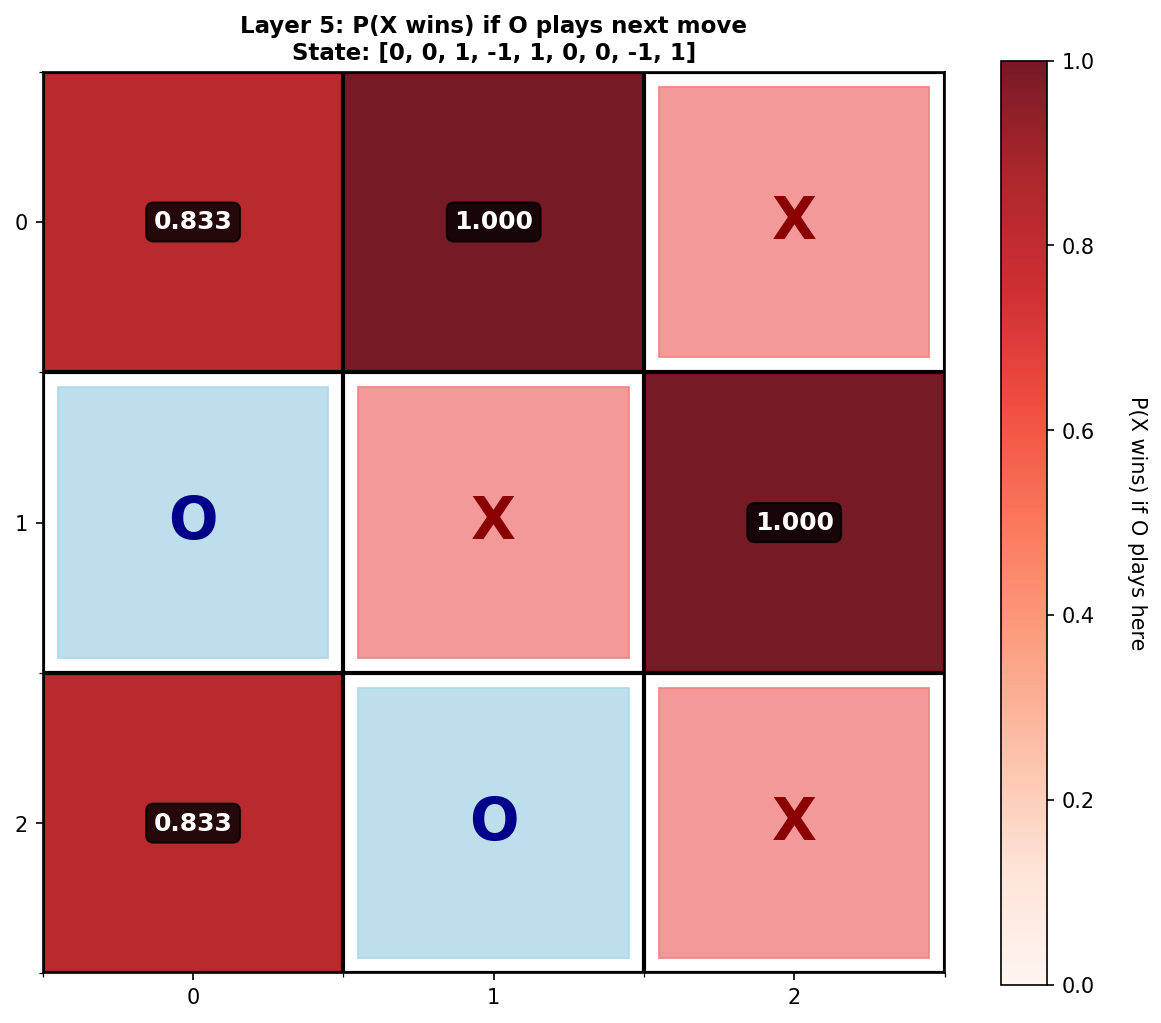 Layer 5: P(X wins) if O plays next move
State: [0, 0, 1, -1, 1, 0, 0, -1, 1]
0.833
1.000
X
O
X
1.000
0.833
O
X
0
1
2
0
1
2
1.0
0.8
0.6
0.4
0.2
0.0
P(X wins) if O plays here